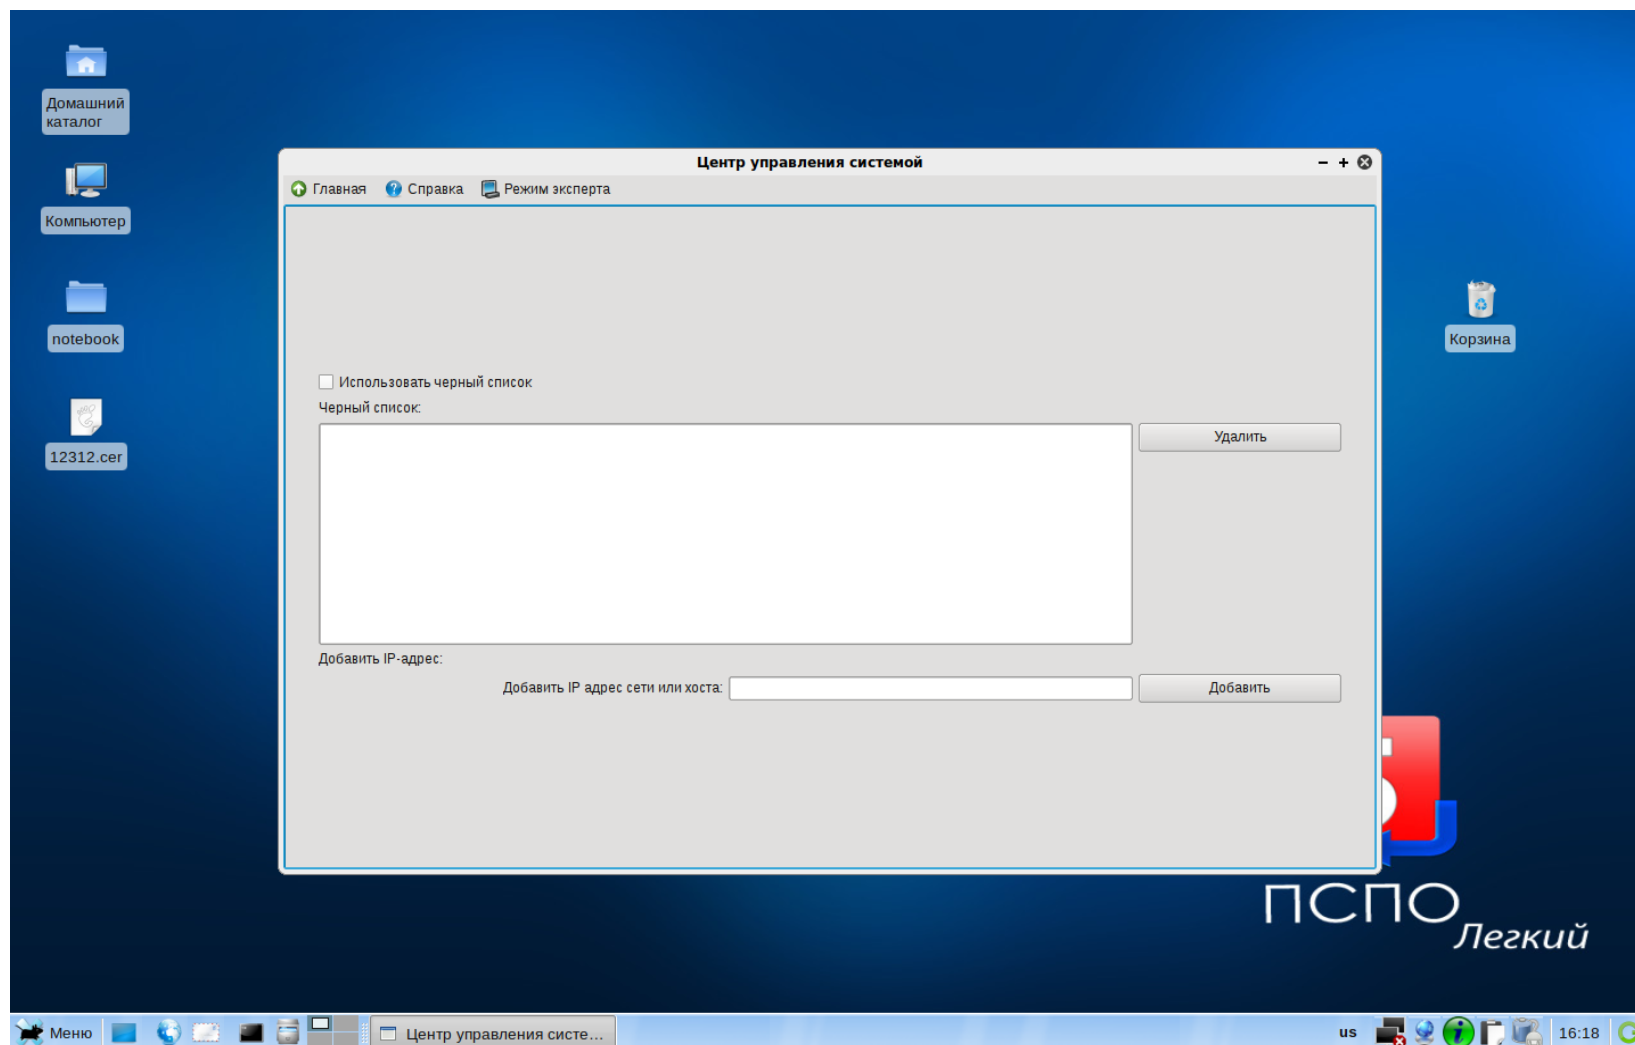 Домашний
каталог
Компьютер
notebook
12312.cer
Корзина
Центр управления системой
Главная Справка Режим эксперта
Использовать черный список
Черный список:
Удалить
Добавить IP-адрес:
Добавить IP адрес сети или хоста:
Добавить
ПСПО
Легкий
Меню
Центр управления систе...
us
16:18